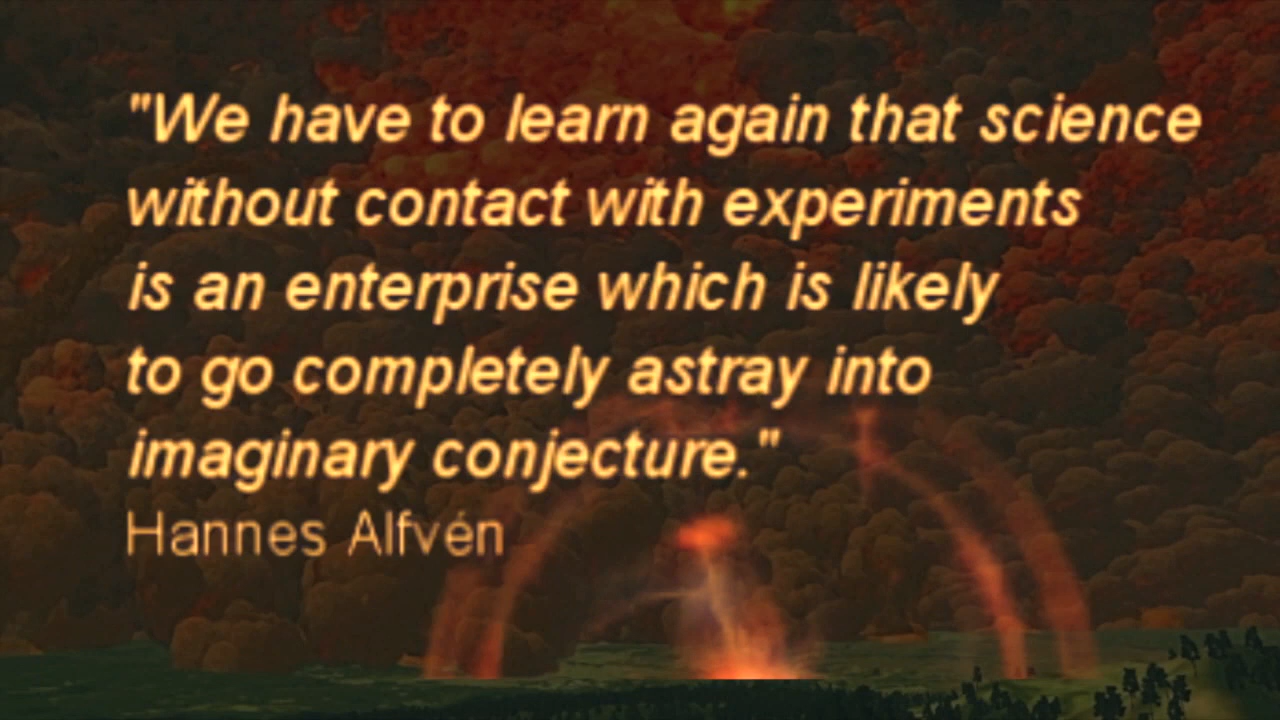 "We have to learn again that science
without contact with experiments
is an enterprise which is likely
to go completely astray into
imaginary conjecture."
Hannes Alfvén